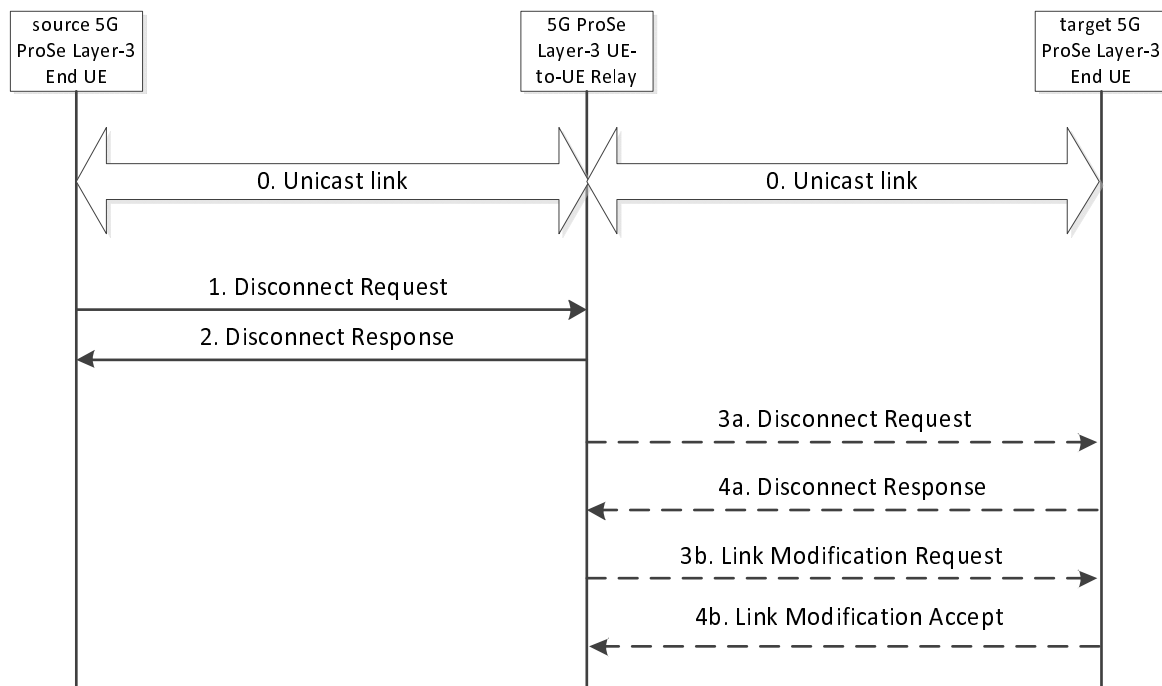 source 5G
ProSe Layer-3
End UE
5G ProSe
Layer-3 UE-
to-UE Relay
target 5G
ProSe Layer-3
End UE
0. Unicast link
0. Unicast link
1. Disconnect Request
2. Disconnect Response
3a. Disconnect Request
4a. Disconnect Response
3b. Link Modification Request
4b. Link Modification Accept